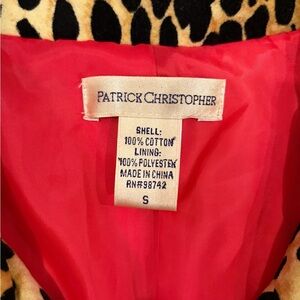 PATRICK CHRISTOPHER
SHELL:
100% COTTON
LINING:
100% POLYESTER
MADE IN CHINA
RN#98742
S